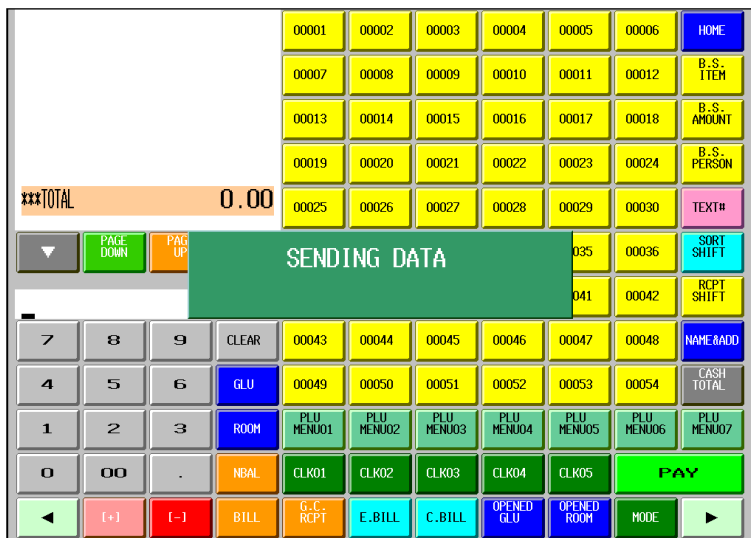 00001 00002 00003 00004 00005 00006 HOME
00007 00008 00009 00010 00011 00012 B.S. ITEM
00013 00014 00015 00016 00017 00018 B.S. AMOUNT
00019 00020 00021 00022 00023 00024 B.S. PERSON
***TOTAL 0.00 00025 00026 00027 00028 00029 00030 TEXT#
PAGE DOWN PAG UP SENDING DATA 035 00036 SORT SHIFT
041 00042 RCPT SHIFT
7 8 9 CLEAR 00043 00044 00045 00046 00047 00048 NAME&ADD
4 5 6 GLU 00049 00050 00051 00052 00053 00054 CASH TOTAL
1 2 3 ROOM PLU MENU01 PLU MENU02 PLU MENU03 PLU MENU04 PLU MENU05 PLU MENU06 PLU MENU07
0 00 . NBAL CLK01 CLK02 CLK03 CLK04 CLK05 PAY
[+] [-] BILL G.C. RCPT E.BILL C.BILL OPENED GLU OPENED ROOM MODE